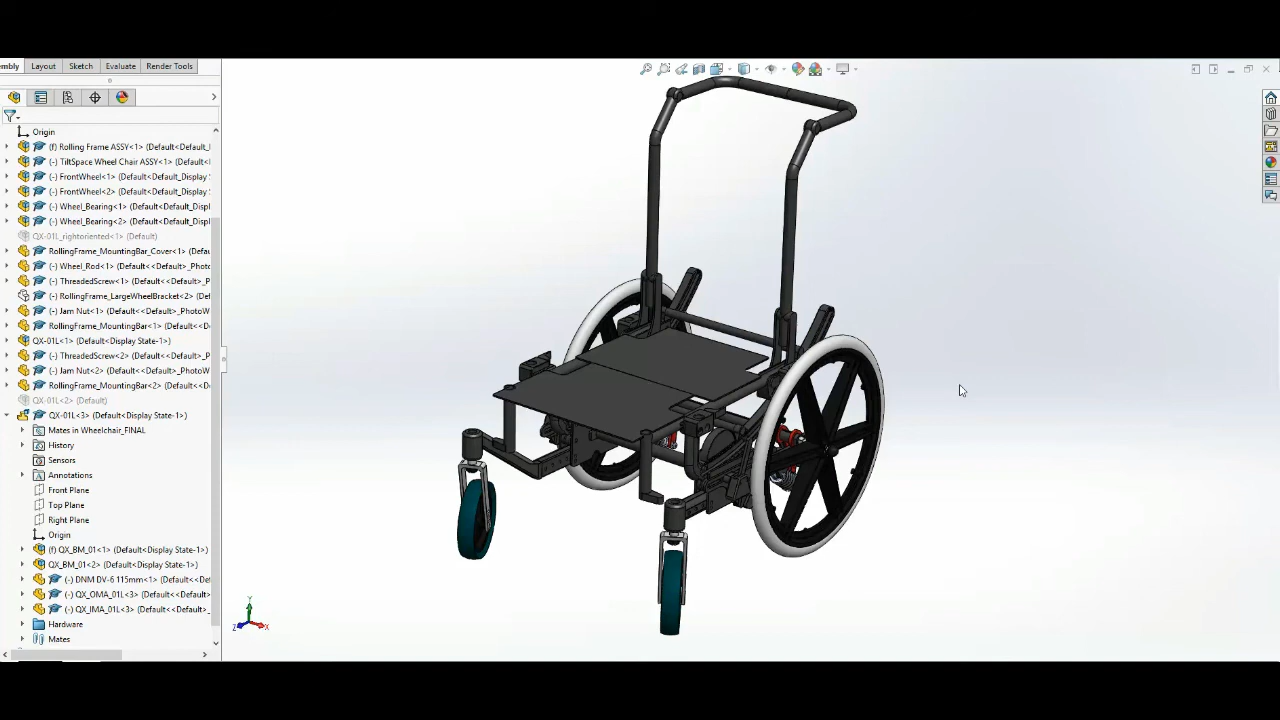 embly Layout Sketch Evaluate Render Tools
Origin
(f) Rolling Frame ASSY<1> (Default<Default_
(-) TiltSpace Wheel Chair ASSY<1> (Default<
(-) FrontWheel<1> (Default<Default_Display
(-) FrontWheel<2> (Default<Default_Display
(-) Wheel_Bearing<1> (Default<Default_Displ
(-) Wheel_Bearing<2> (Default<Default_Displ
QX-01L_rightoriented<1> (Default)
RollingFrame_MountingBar_Cover<1> (Defau
(-) Wheel_Rod<1> (Default<<Default>_Photo
(-) ThreadedScrew<1> (Default<<Default>_P
(-) RollingFrame_LargeWheelBracket<2> (Def
(-) Jam Nut<1> (Default<<Default>_PhotoW
RollingFrame_MountingBar<1> (Default<<De
QX-01L<1> (Default<Display State-1>)
(-) ThreadedScrew<2> (Default<<Default>_P
(-) Jam Nut<2> (Default<<Default>_PhotoW
RollingFrame_MountingBar<2> (Default<<De
QX-01L<2> (Default)
QX-01L<3> (Default<Display State-1>)
Mates in Wheelchair_FINAL
History
Sensors
Annotations
Front Plane
Top Plane
Right Plane
Origin
(f) QX_BM_01<1> (Default<Display State-1>)
QX_BM_01<2> (Default<Display State-1>)
(-) DNM DV-6 115mm<1> (Default<<Def
(-) QX_OMA_01L<3> (Default<<Default
(-) QX_IMA_01L<3> (Default<<Default>_
Hardware
Mates
Y
Z X